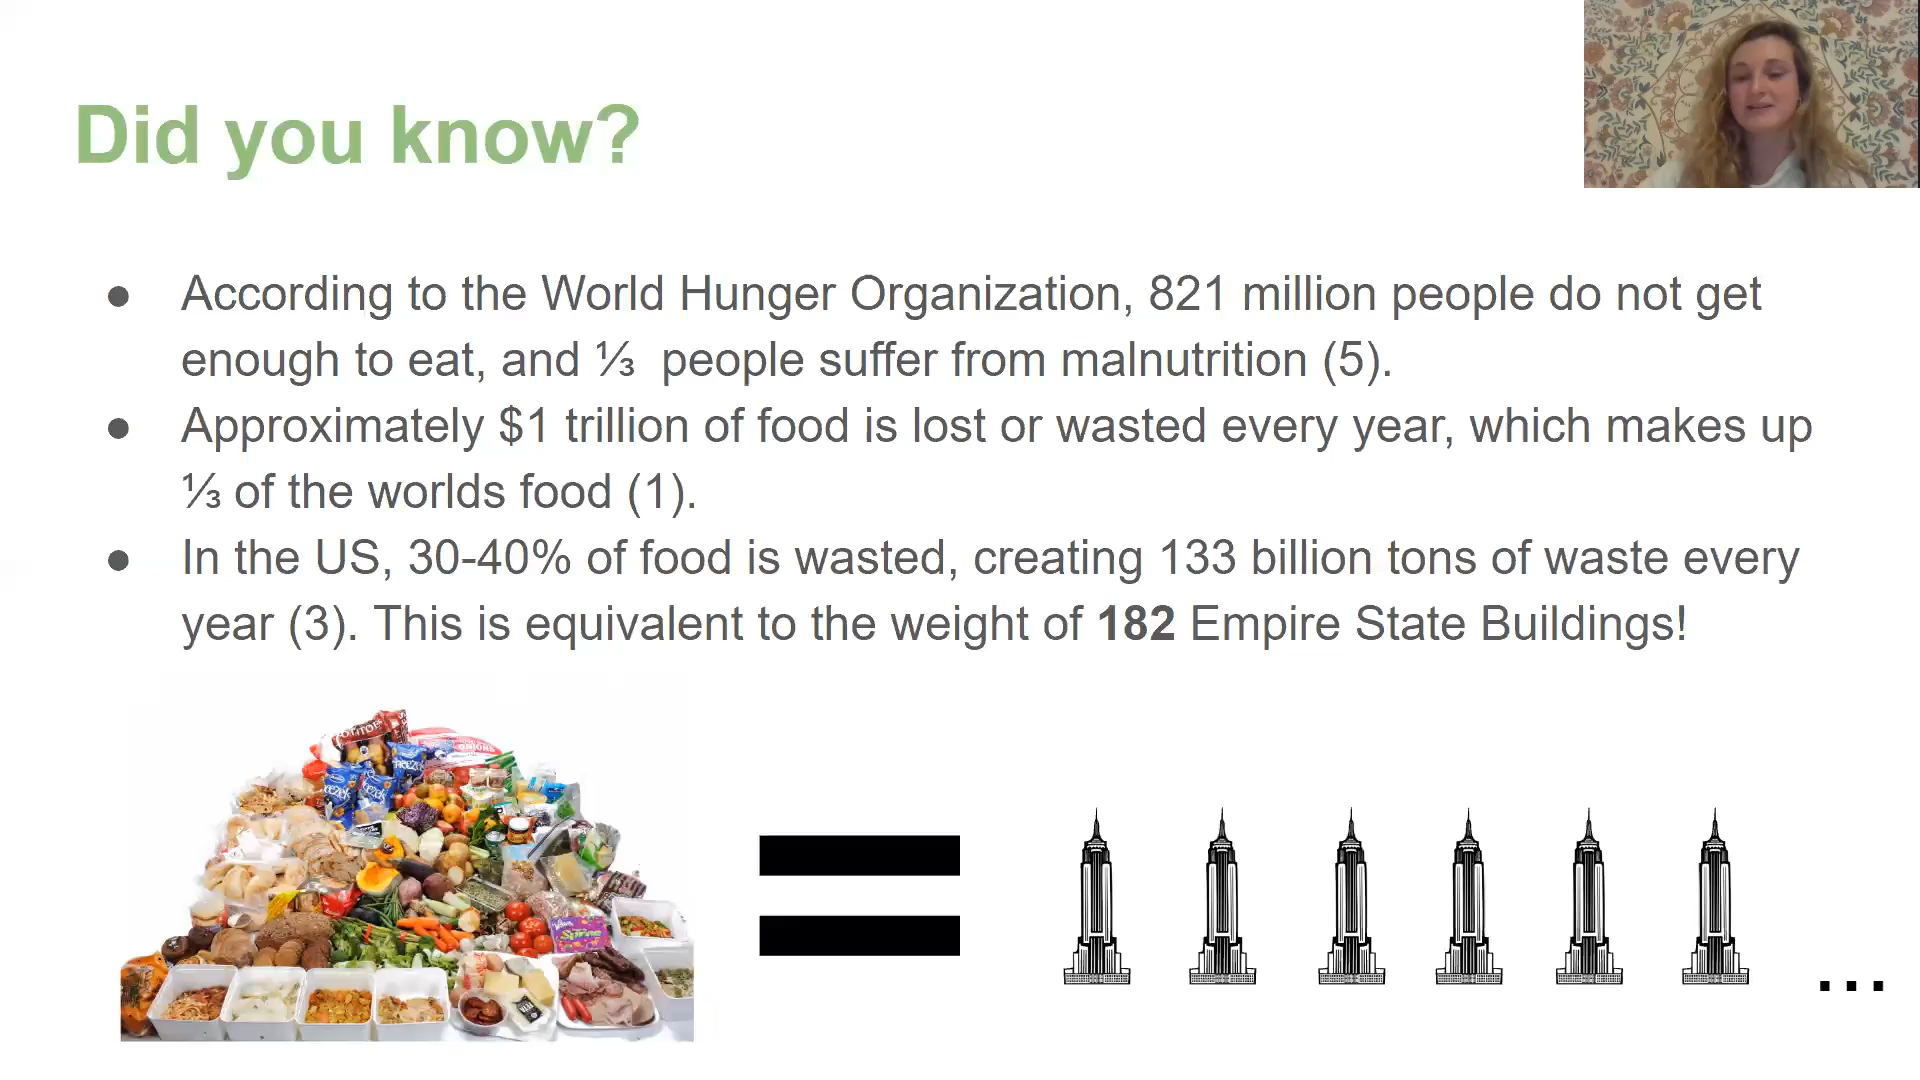 Did you know?
● According to the World Hunger Organization, 821 million people do not get
enough to eat, and ⅓  people suffer from malnutrition (5).
● Approximately $1 trillion of food is lost or wasted every year, which makes up
⅓ of the worlds food (1).
● In the US, 30-40% of food is wasted, creating 133 billion tons of waste every
year (3). This is equivalent to the weight of 182 Empire State Buildings!
...